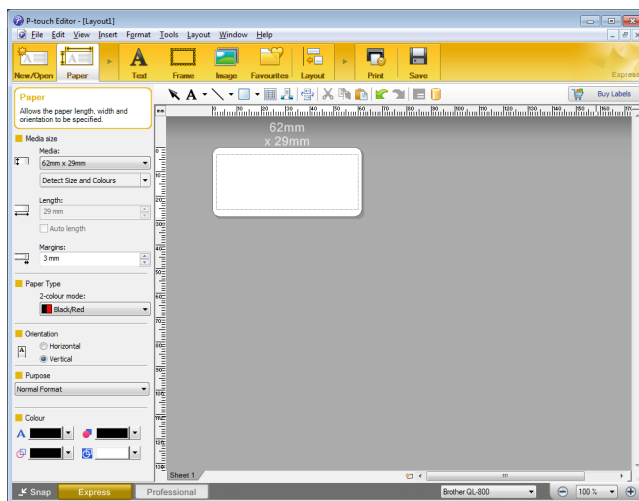 P-touch Editor - [Layout1]
File Edit View Insert Format Tools Layout Window Help
New/Open Paper Text Frame Image Favourites Layout Print Save Express
Paper
Allows the paper length, width and
orientation to be specified.
Buy Labels
Media size
Media:
62mm x 29mm
Detect Size and Colours
Length:
29 mm
Auto length
Margins:
3 mm
Paper Type
2-colour mode:
Black/Red
Orientation
Horizontal
Vertical
Purpose
Normal Format
Colour
62mm
x 29mm
Sheet 1
Snap Express Professional Brother QL-800 100 %